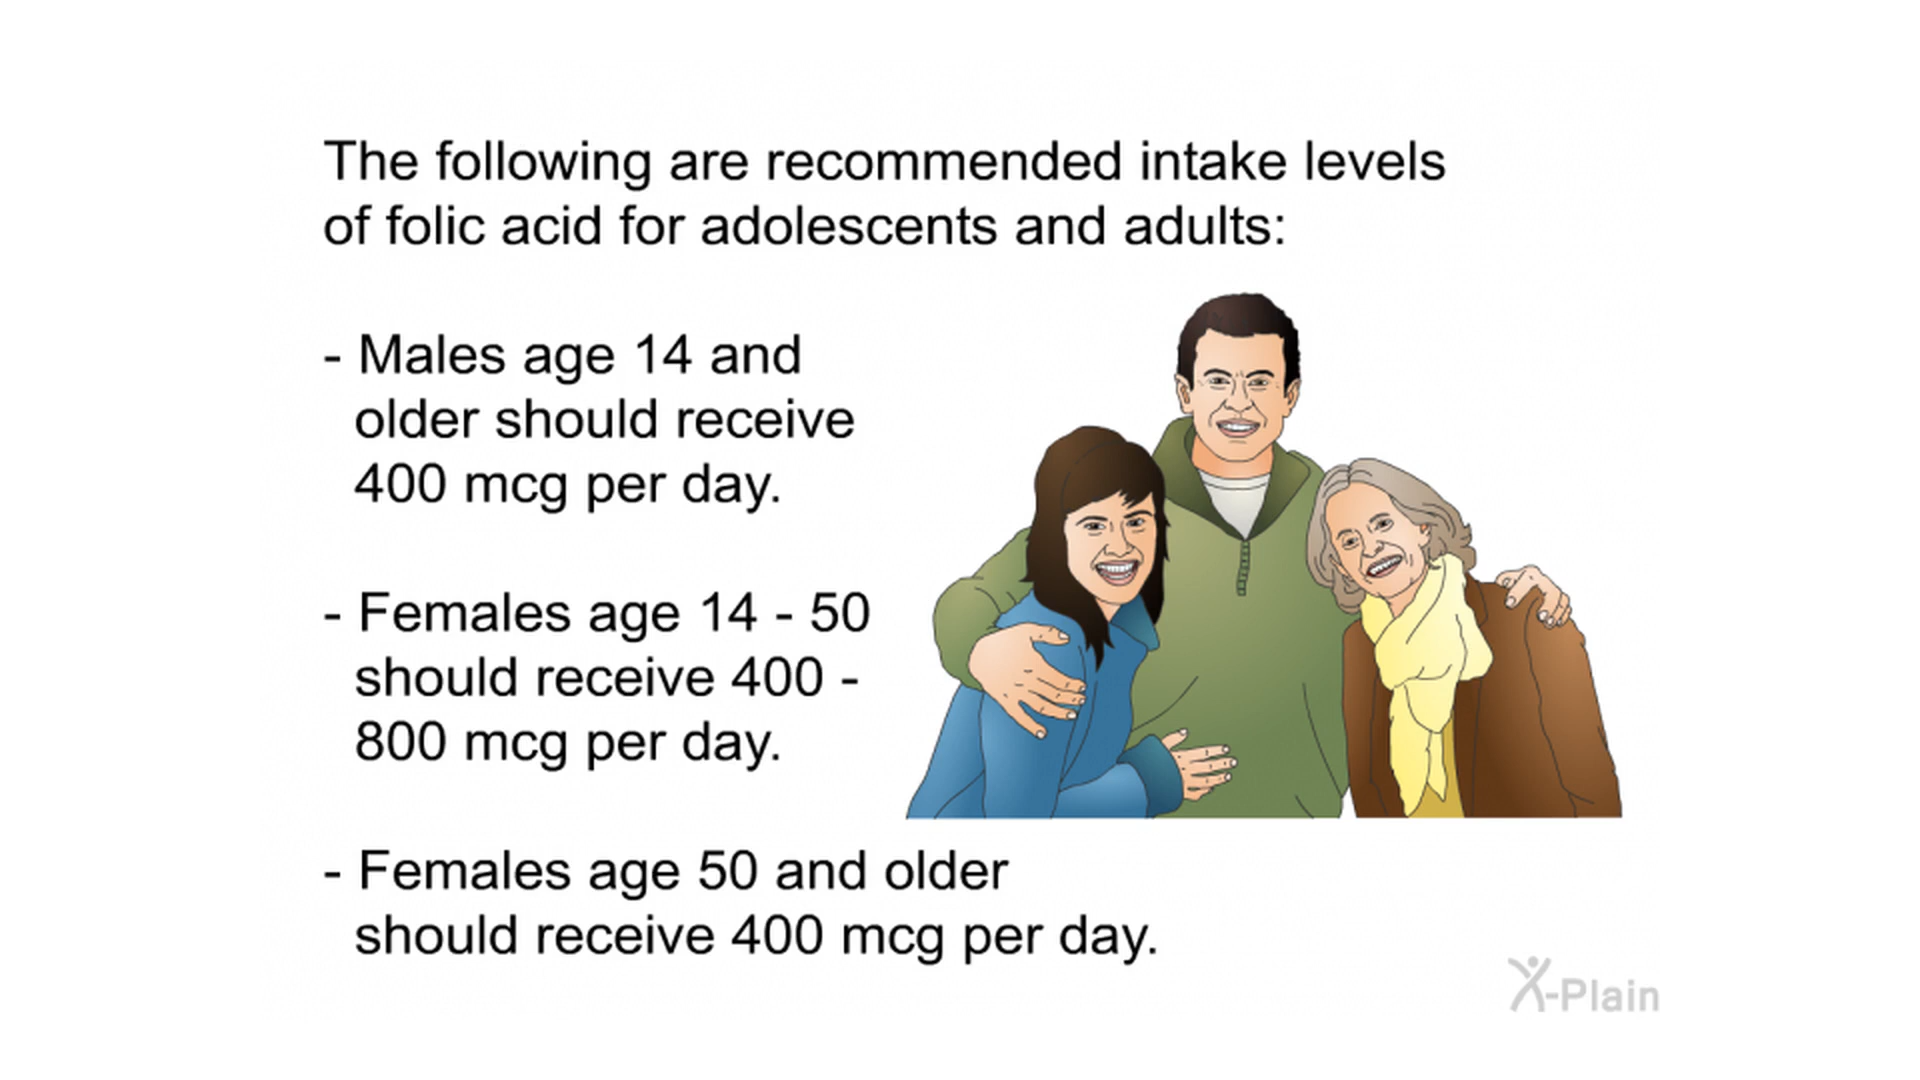 The following are recommended intake levels
of folic acid for adolescents and adults:
- Males age 14 and
older should receive
400 mcg per day.
- Females age 14 - 50
should receive 400 -
800 mcg per day.
- Females age 50 and older
should receive 400 mcg per day.
X-Plain